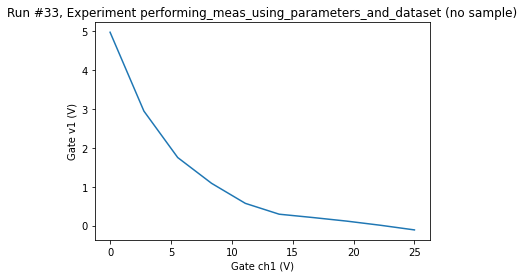 Run #33, Experiment performing_meas_using_parameters_and_dataset (no sample)
5
4
3
2
1
0
Gate v1 (V)
0 5 10 15 20 25
Gate ch1 (V)